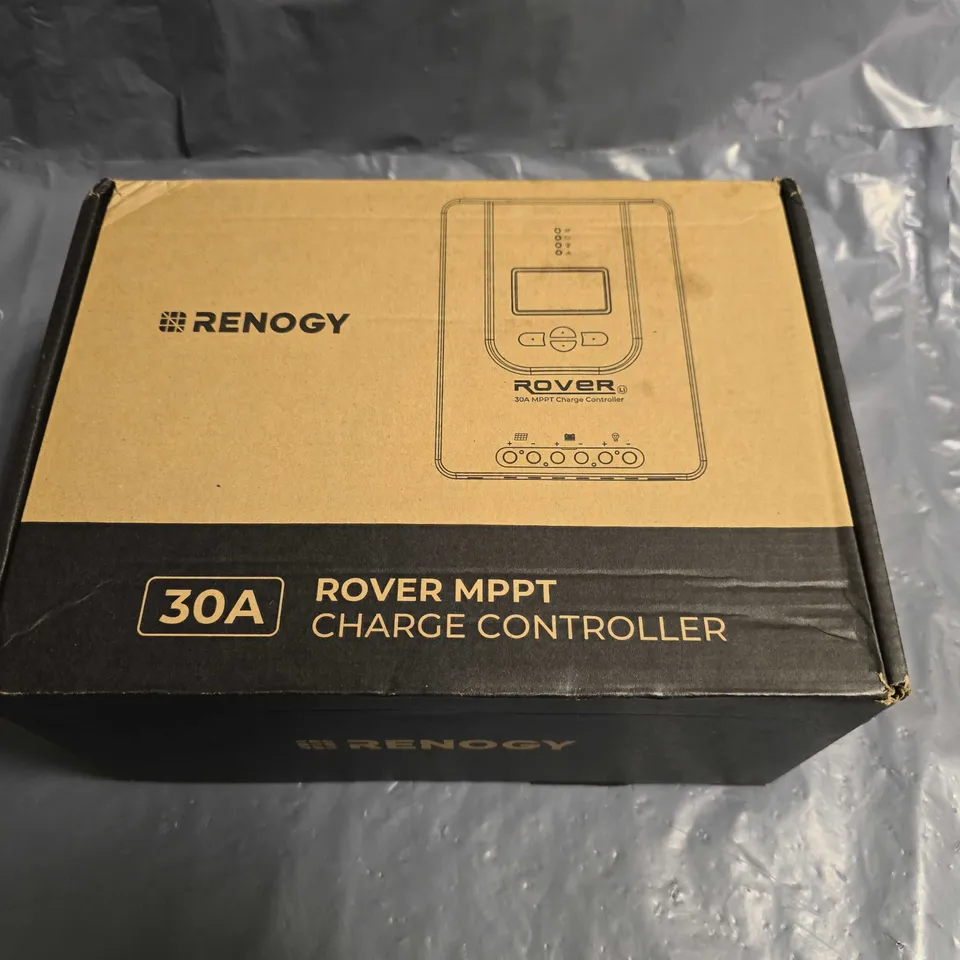 RENOGY
ROVER Li
30A MPPT Charge Controller
+ - + - + -
30A
ROVER MPPT
CHARGE CONTROLLER
RENOGY